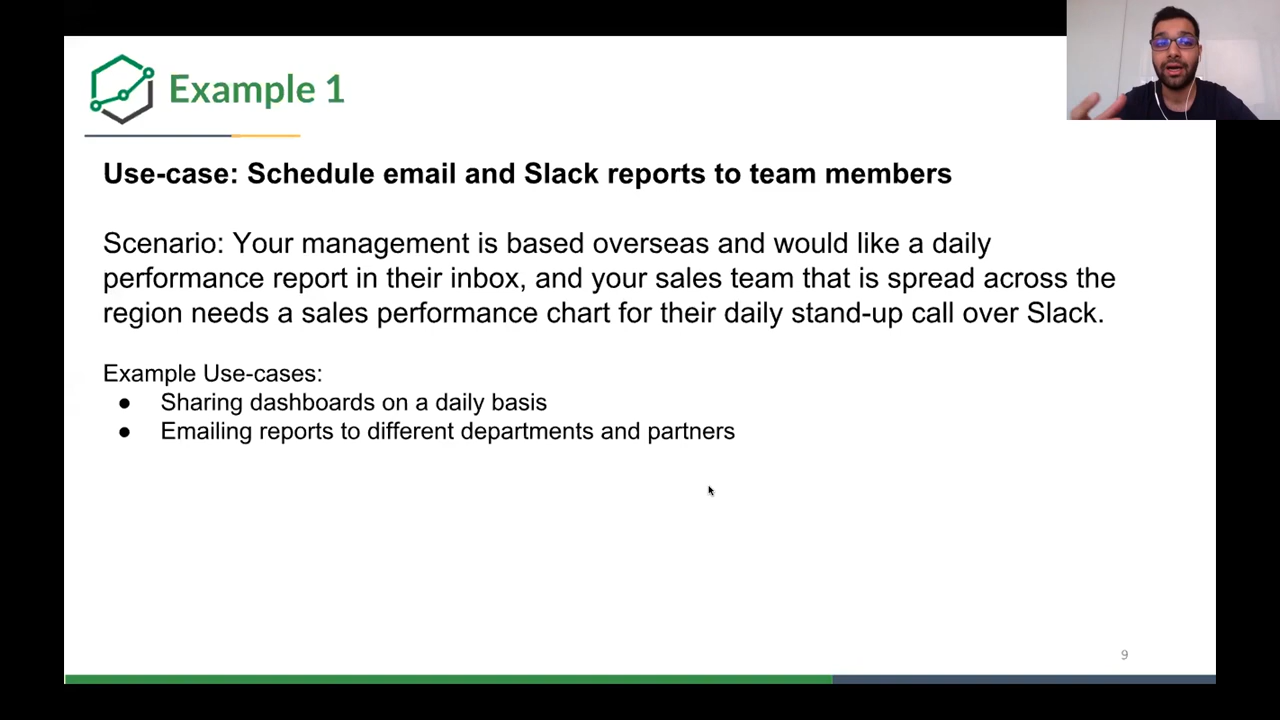 Example 1
Use-case: Schedule email and Slack reports to team members
Scenario: Your management is based overseas and would like a daily
performance report in their inbox, and your sales team that is spread across the
region needs a sales performance chart for their daily stand-up call over Slack.
Example Use-cases:
● Sharing dashboards on a daily basis
● Emailing reports to different departments and partners
9